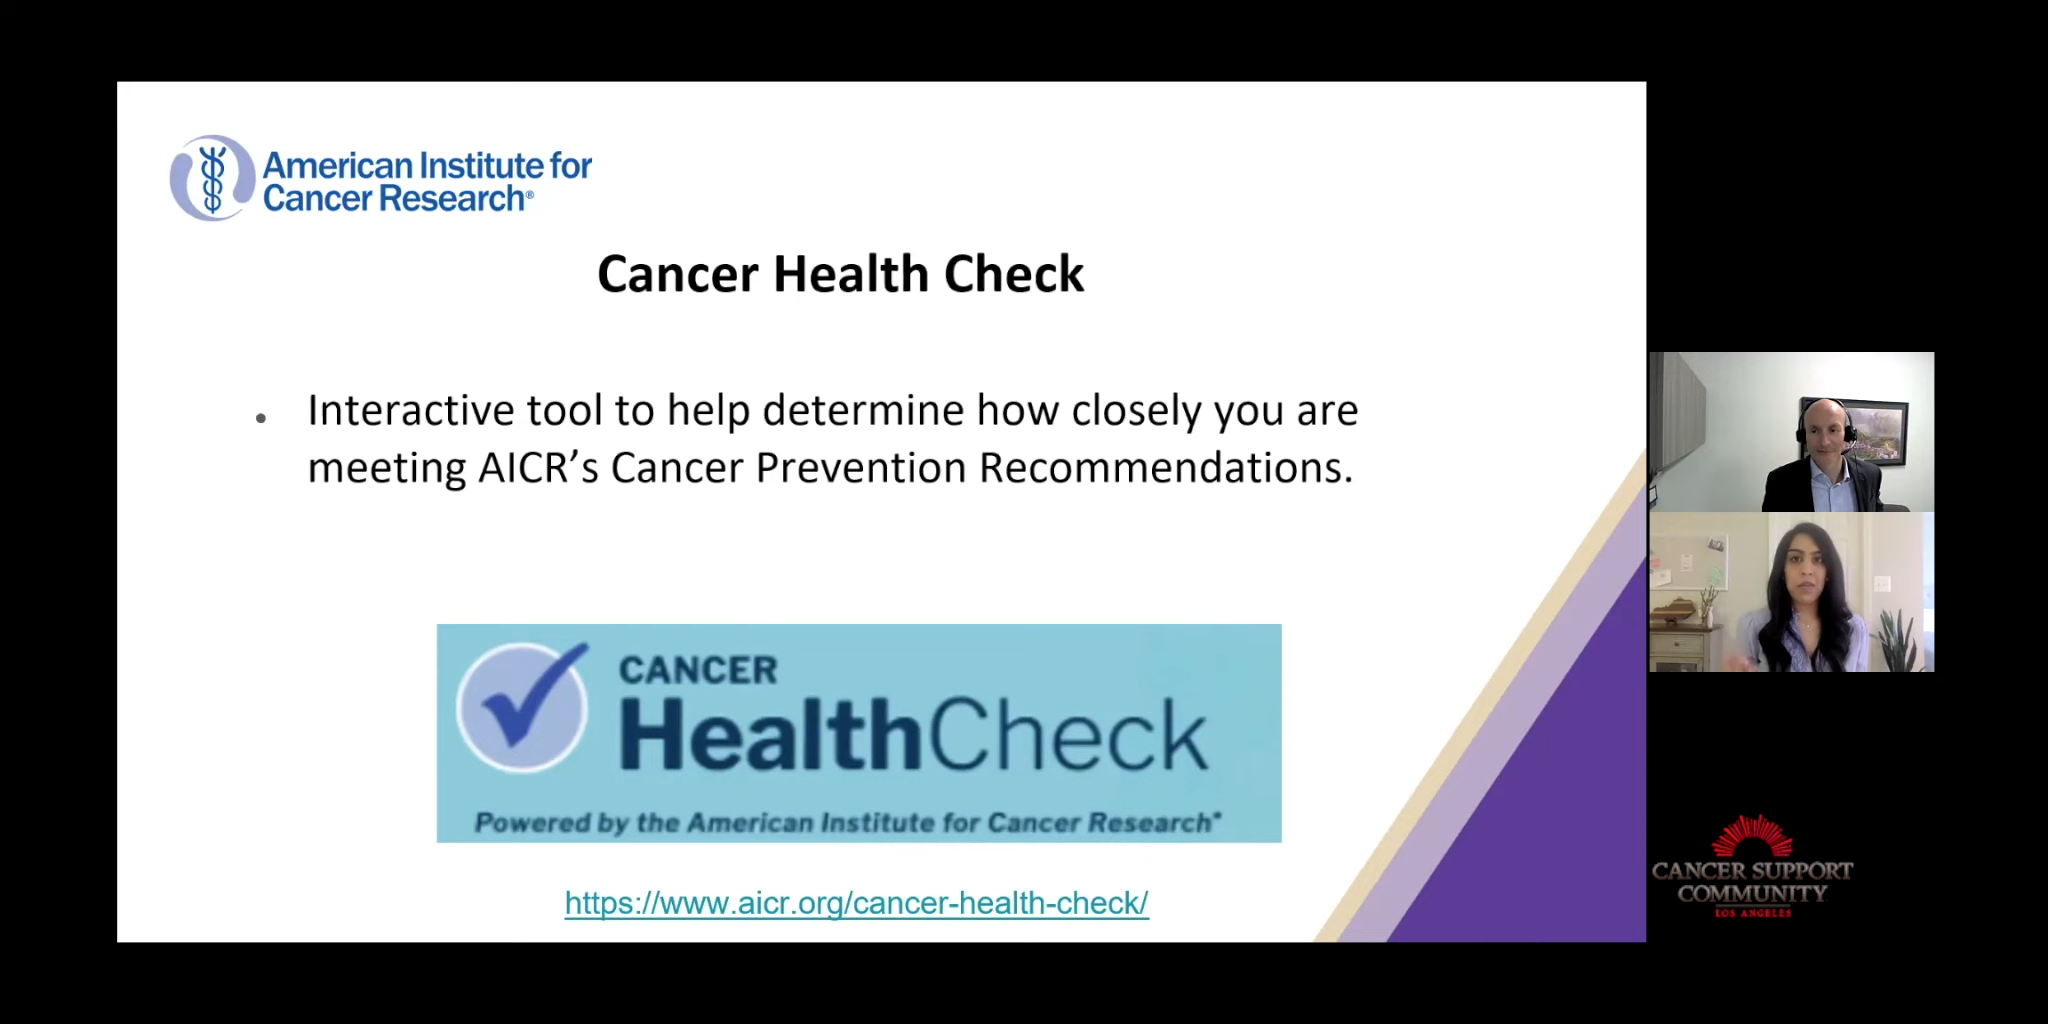 American Institute for
Cancer Research®
Cancer Health Check
• Interactive tool to help determine how closely you are
meeting AICR’s Cancer Prevention Recommendations.
CANCER
HealthCheck
Powered by the American Institute for Cancer Research®
https://www.aicr.org/cancer-health-check/
CANCER SUPPORT
COMMUNITY
LOS ANGELES